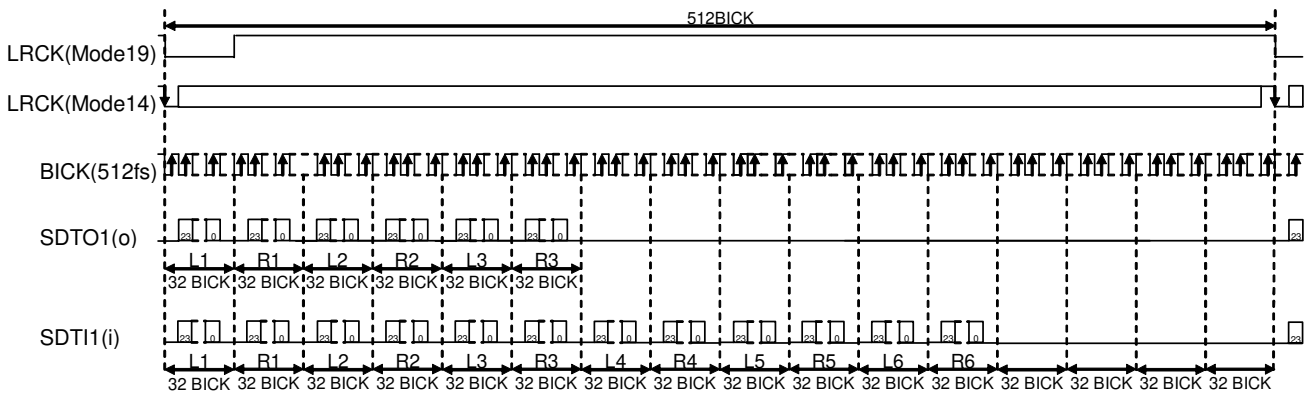 512BICK
LRCK(Mode19)
LRCK(Mode14)
BICK(512fs)
SDTO1(o)
23 0 23 0 23 0 23 0 23 0 23 0 23
L1 R1 L2 R2 L3 R3
32 BICK 32 BICK 32 BICK 32 BICK 32 BICK 32 BICK
SDTI1(i)
23 0 23 0 23 0 23 0 23 0 23 0 23 0 23 0 23 0 23 0 23 0 23 0 23
L1 R1 L2 R2 L3 R3 L4 R4 L5 R5 L6 R6
32 BICK 32 BICK 32 BICK 32 BICK 32 BICK 32 BICK 32 BICK 32 BICK 32 BICK 32 BICK 32 BICK 32 BICK 32 BICK 32 BICK 32 BICK 32 BICK